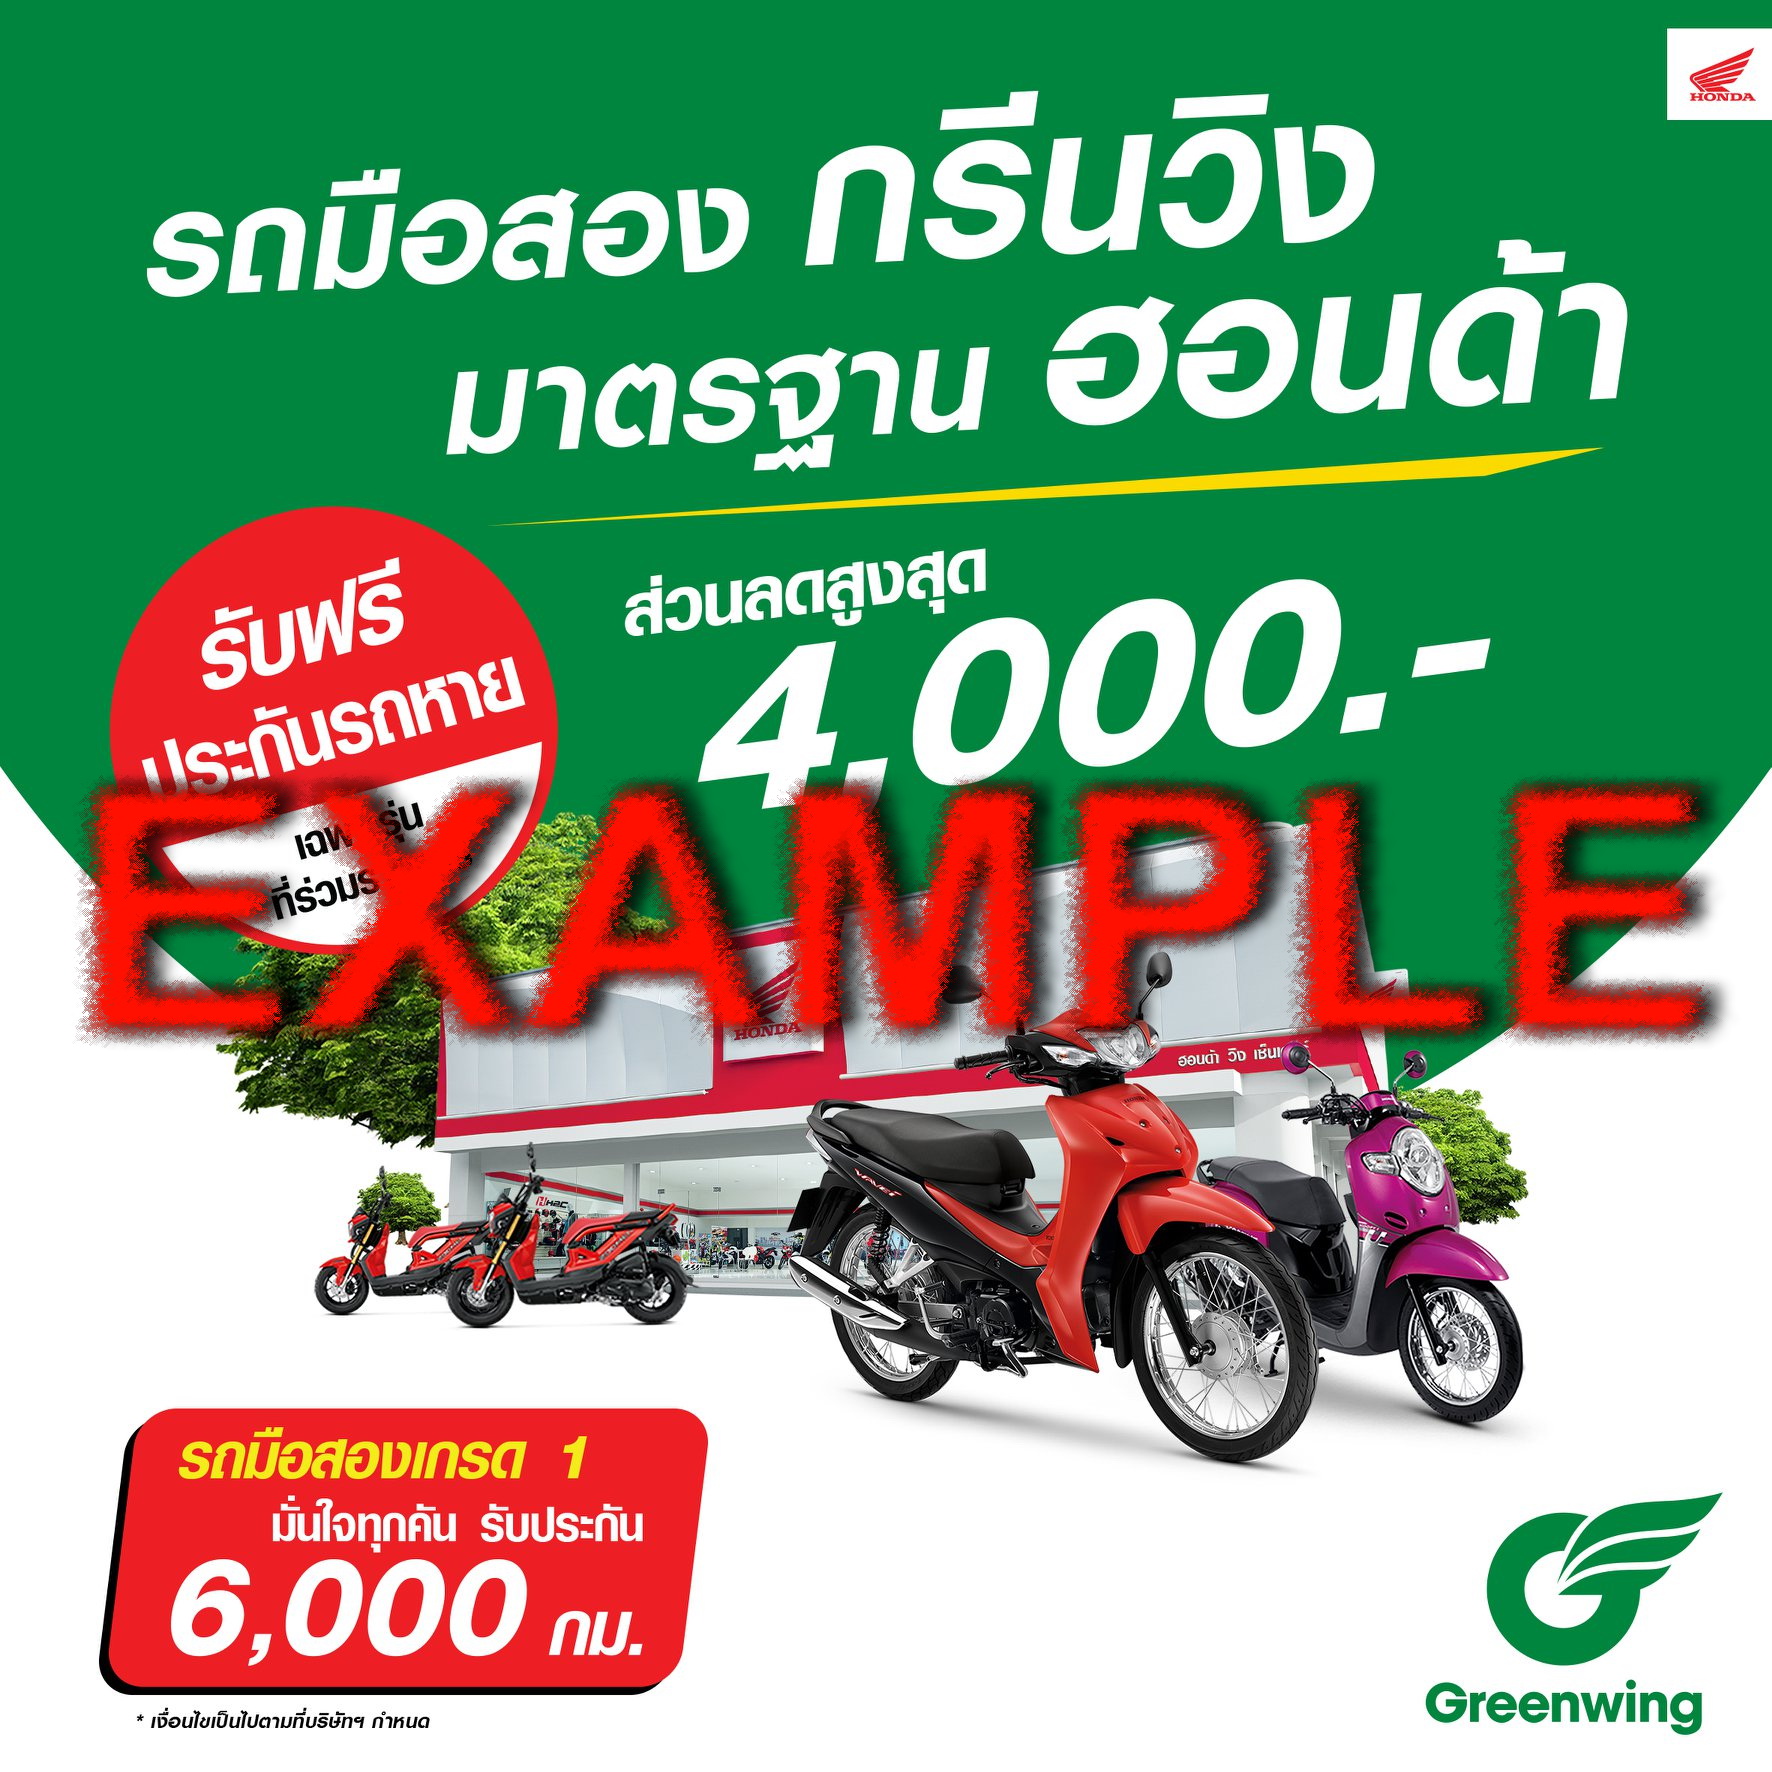 HONDA
รถมือสอง กรีนวิง
มาตรฐาน ฮอนด้า
ส่วนลดสูงสุด
4,000.-
รับฟรี
ประกันรถหาย
EXAMPLE
HONDA
ฮอนด้า วิง
H2C
HONDA
WAVE
รถมือสองเกรด 1
มั่นใจทุกคัน รับประกัน
6,000 กม.
* เงื่อนไขเป็นไปตามที่บริษัทฯ กำหนด
Greenwing